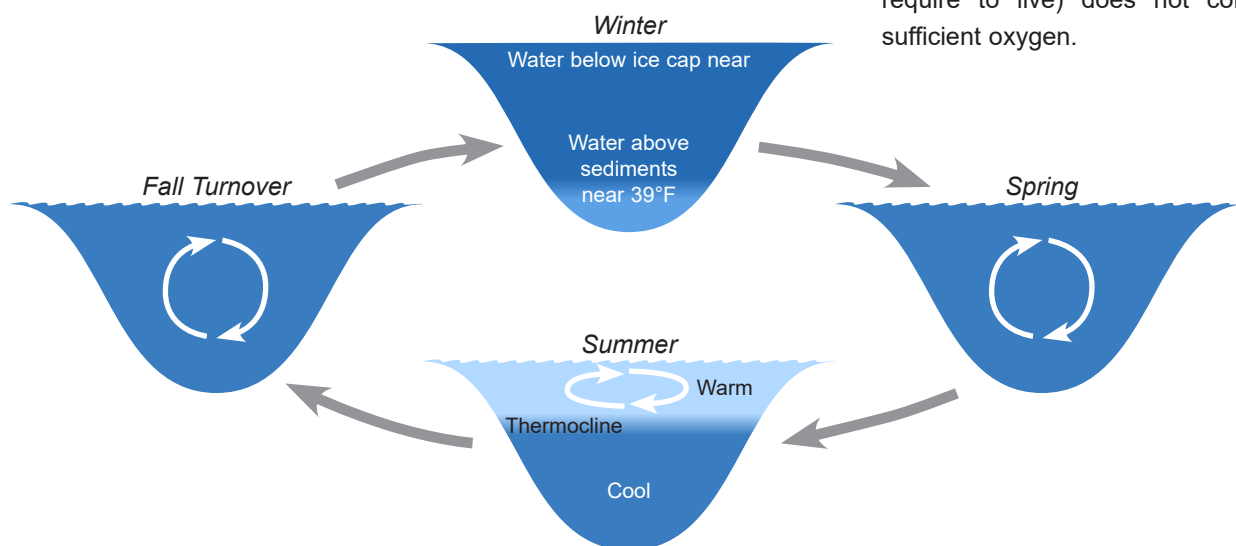 require to live) does not
sufficient oxygen.
Winter
Water below ice cap near
Water above
sediments
near 39°F
Fall Turnover
Spring
Summer
Warm
Thermocline
Cool